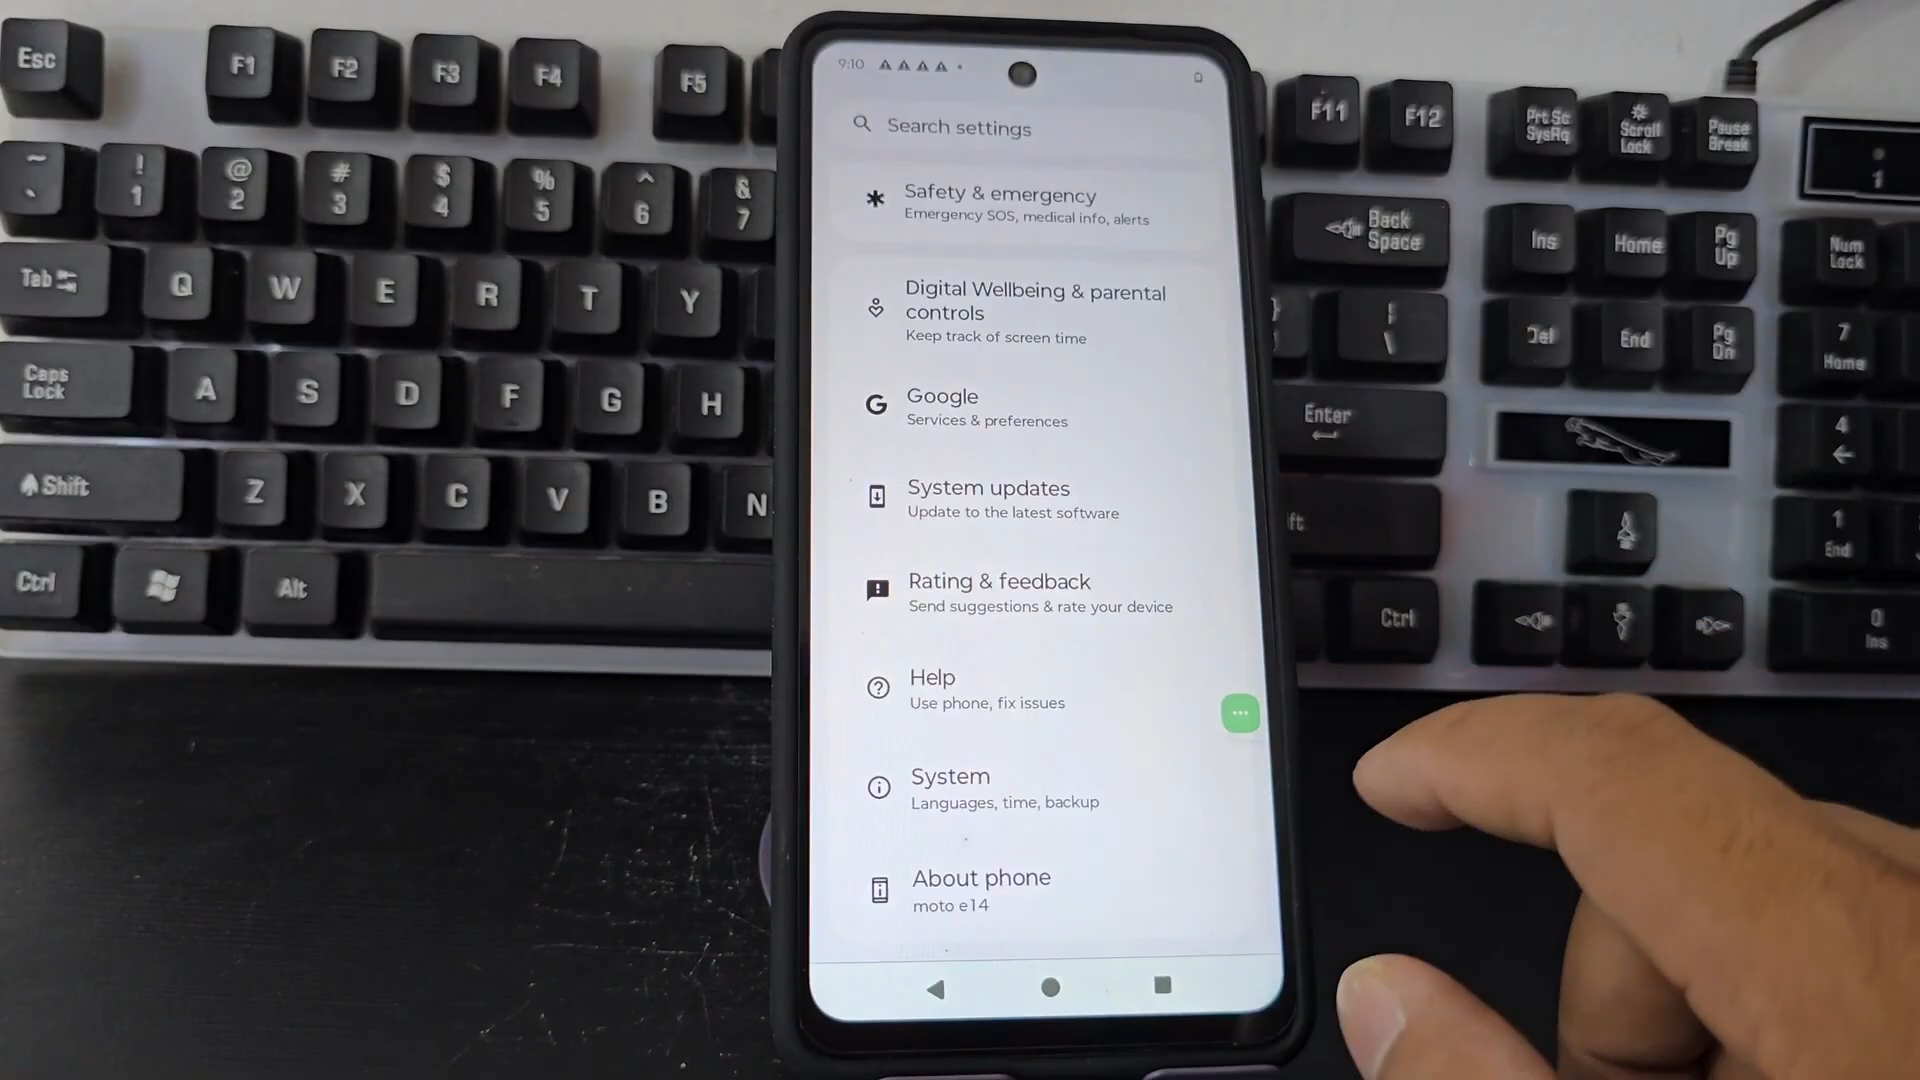 9:10
Search settings
Safety & emergency
Emergency SOS, medical info, alerts
Digital Wellbeing & parental
controls
Keep track of screen time
Google
Services & preferences
System updates
Update to the latest software
Rating & feedback
Send suggestions & rate your device
Help
Use phone, fix issues
System
Languages, time, backup
About phone
moto e14
Esc F1 F2 F3 F4 F5
~ ` ! 1 @ 2 # 3 $ 4 % 5 ^ 6 & 7
Tab Q W E R T Y
Caps
Lock A S D F G H
Shift Z X C V B N
Ctrl Alt
F11 F12 Prt Sc
SysRq Scroll
Lock Pause
Break
1
Back
Space Ins Home Pg
Up Num
Lock
\ Del End Pg
Dn 7
Home
Enter 4
ft 1
End
Ctrl 0
Ins